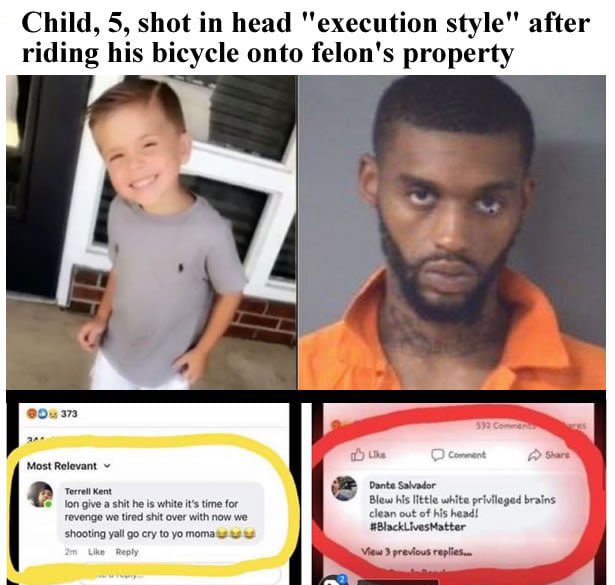 Child, 5, shot in head "execution style" after
riding his bicycle onto felon's property
373
Most Relevant
Terrell Kent
Ion give a shit he is white it's time for
revenge we tired shit over with now we
shooting yall go cry to yo moma😂😂😂
2m Like Reply
532 Comments
Like Comment Share
Dante Salvador
Blew his little white privileged brains
clean out of his head!
#BlackLivesMatter
View 3 previous replies...
2